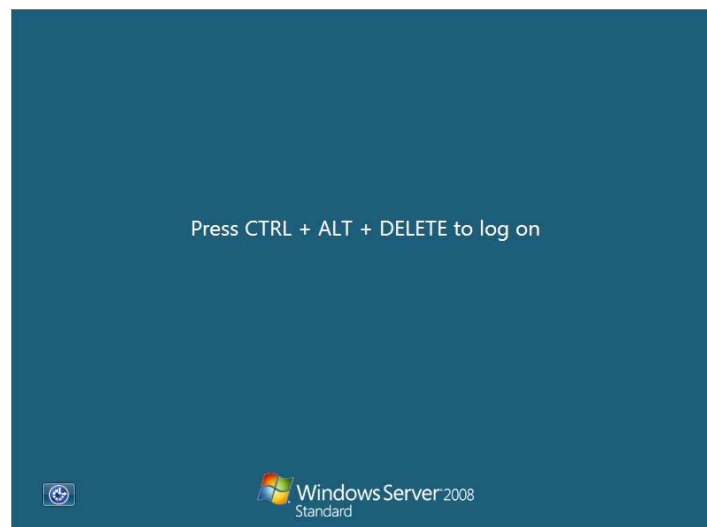 Press CTRL + ALT + DELETE to log on
Windows Server 2008
Standard